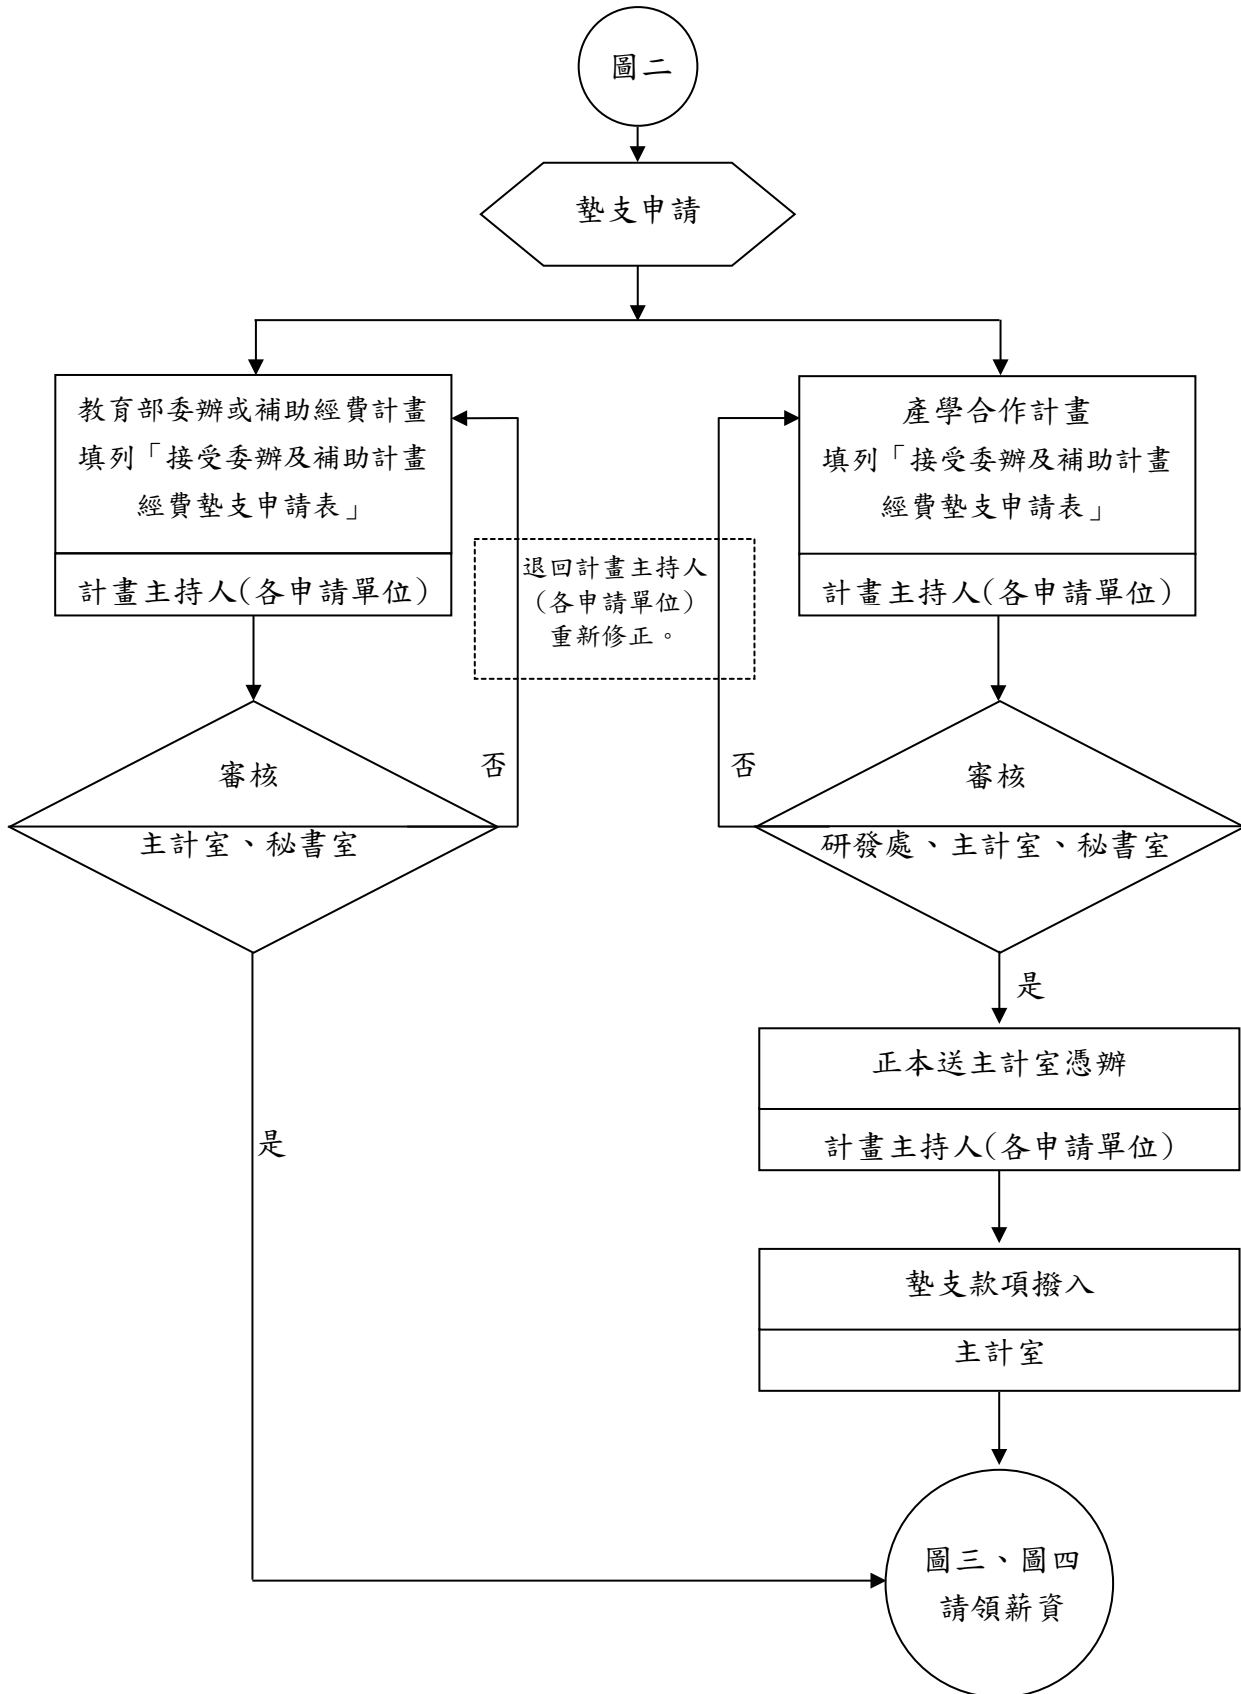 圖二
墊支申請
教育部委辦或補助經費計畫
填列「接受委辦及補助計畫
經費墊支申請表」
計畫主持人(各申請單位)
產學合作計畫
填列「接受委辦及補助計畫
經費墊支申請表」
計畫主持人(各申請單位)
退回計畫主持人
(各申請單位)
重新修正。
審核
主計室、秘書室
否
否
審核
研發處、主計室、秘書室
是
是
正本送主計室憑辦
計畫主持人(各申請單位)
墊支款項撥入
主計室
圖三、圖四
請領薪資